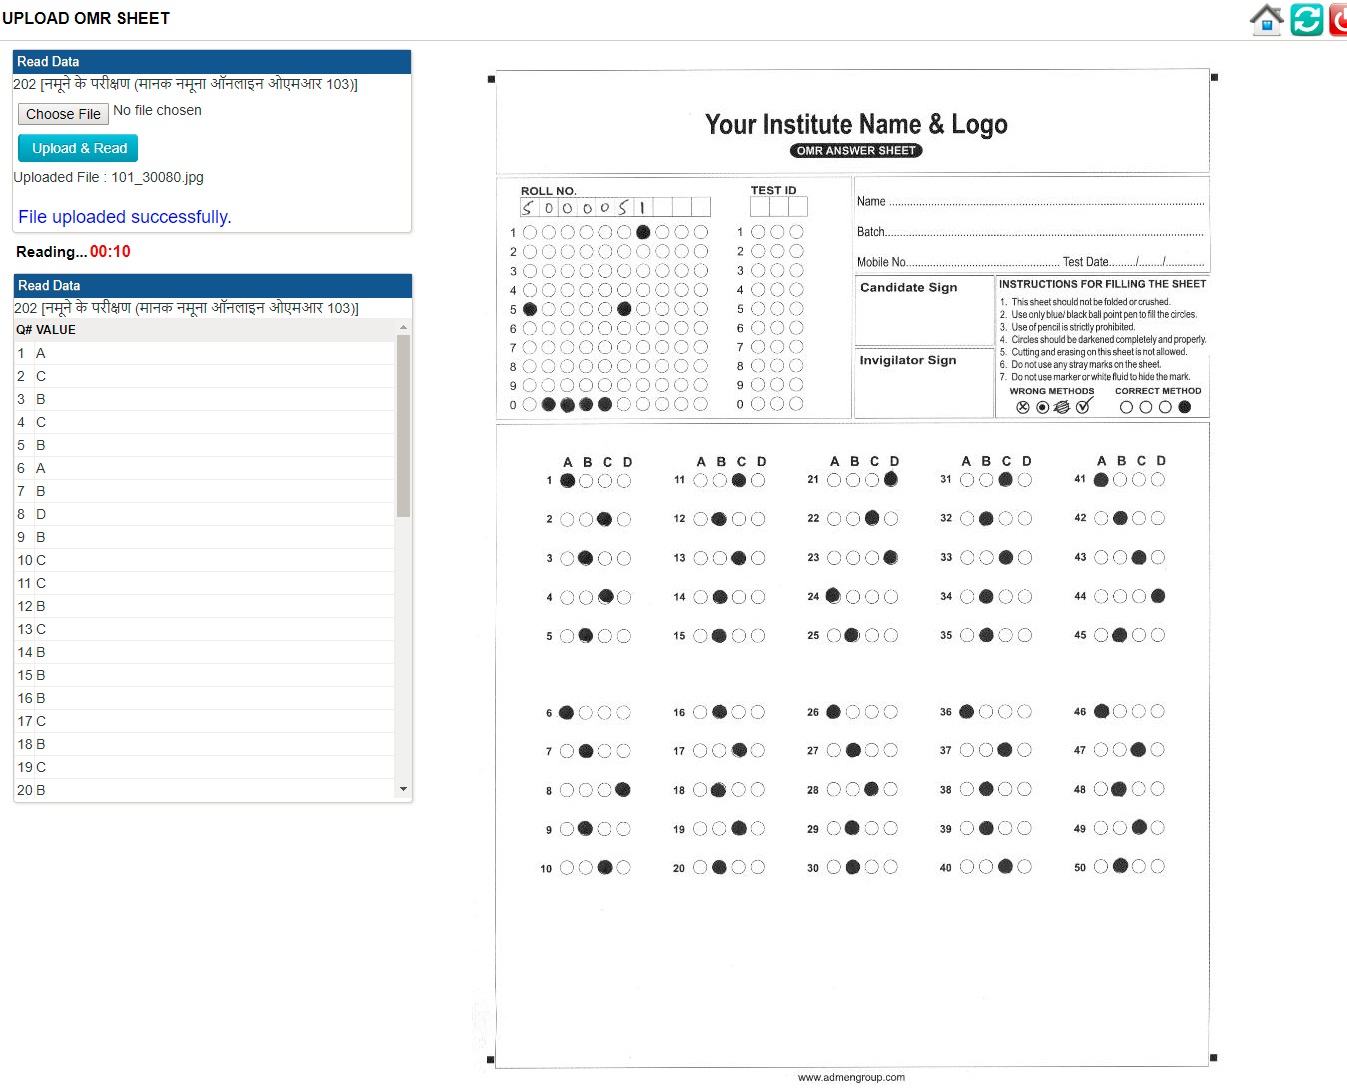 UPLOAD OMR SHEET
Read Data
202 [नमूने के परीक्षण (मानक नमूना ऑनलाइन ओएमआर 103)]
Choose File No file chosen
Upload & Read
Uploaded File : 101_30080.jpg
File uploaded successfully.
Reading... 00:10
Read Data
202 [नमूने के परीक्षण (मानक नमूना ऑनलाइन ओएमआर 103)]
Q# VALUE
1 A
2 C
3 B
4 C
5 B
6 A
7 B
8 D
9 B
10 C
11 C
12 B
13 C
14 B
15 B
16 B
17 C
18 B
19 C
20 B
Your Institute Name & Logo
OMR ANSWER SHEET
ROLL NO.
5 0 0 0 0 5 1
1
2
3
4
5
6
7
8
9
0
TEST ID
1
2
3
4
5
6
7
8
9
0
Name ........................................
Batch........................................
Mobile No........................................ Test Date......../......../............
Candidate Sign
Invigilator Sign
INSTRUCTIONS FOR FILLING THE SHEET
1. This sheet should not be folded or crushed.
2. Use only blue/ black ball point pen to fill the circles.
3. Use of pencil is strictly prohibited.
4. Circles should be darkened completely and properly.
5. Cutting and erasing on this sheet is not allowed.
6. Do not use any stray marks on the sheet.
7. Do not use marker or white fluid to hide the mark.
WRONG METHODS CORRECT METHOD
A B C D A B C D A B C D A B C D A B C D
1 11 21 31 41
2 12 22 32 42
3 13 23 33 43
4 14 24 34 44
5 15 25 35 45
6 16 26 36 46
7 17 27 37 47
8 18 28 38 48
9 19 29 39 49
10 20 30 40 50
www.admengroup.com